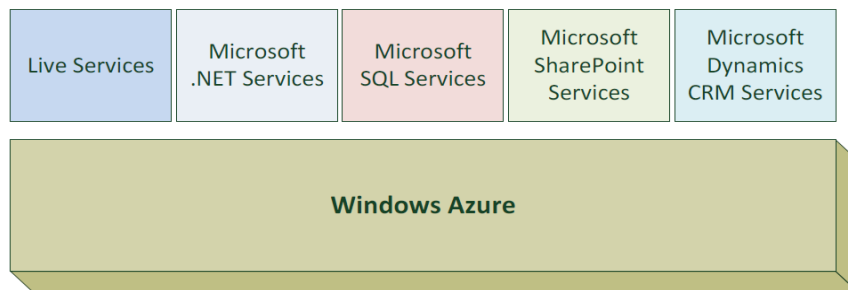 Live Services
Microsoft
.NET Services
Microsoft
SQL Services
Microsoft
SharePoint
Services
Microsoft
Dynamics
CRM Services
Windows Azure